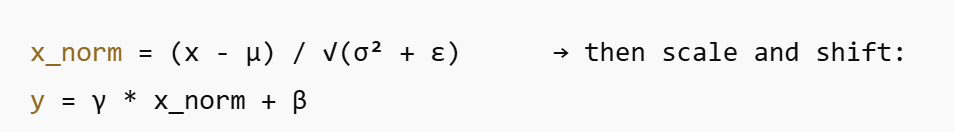 x_norm = (x - μ) / √(σ² + ε)      → then scale and shift:
y = γ * x_norm + β